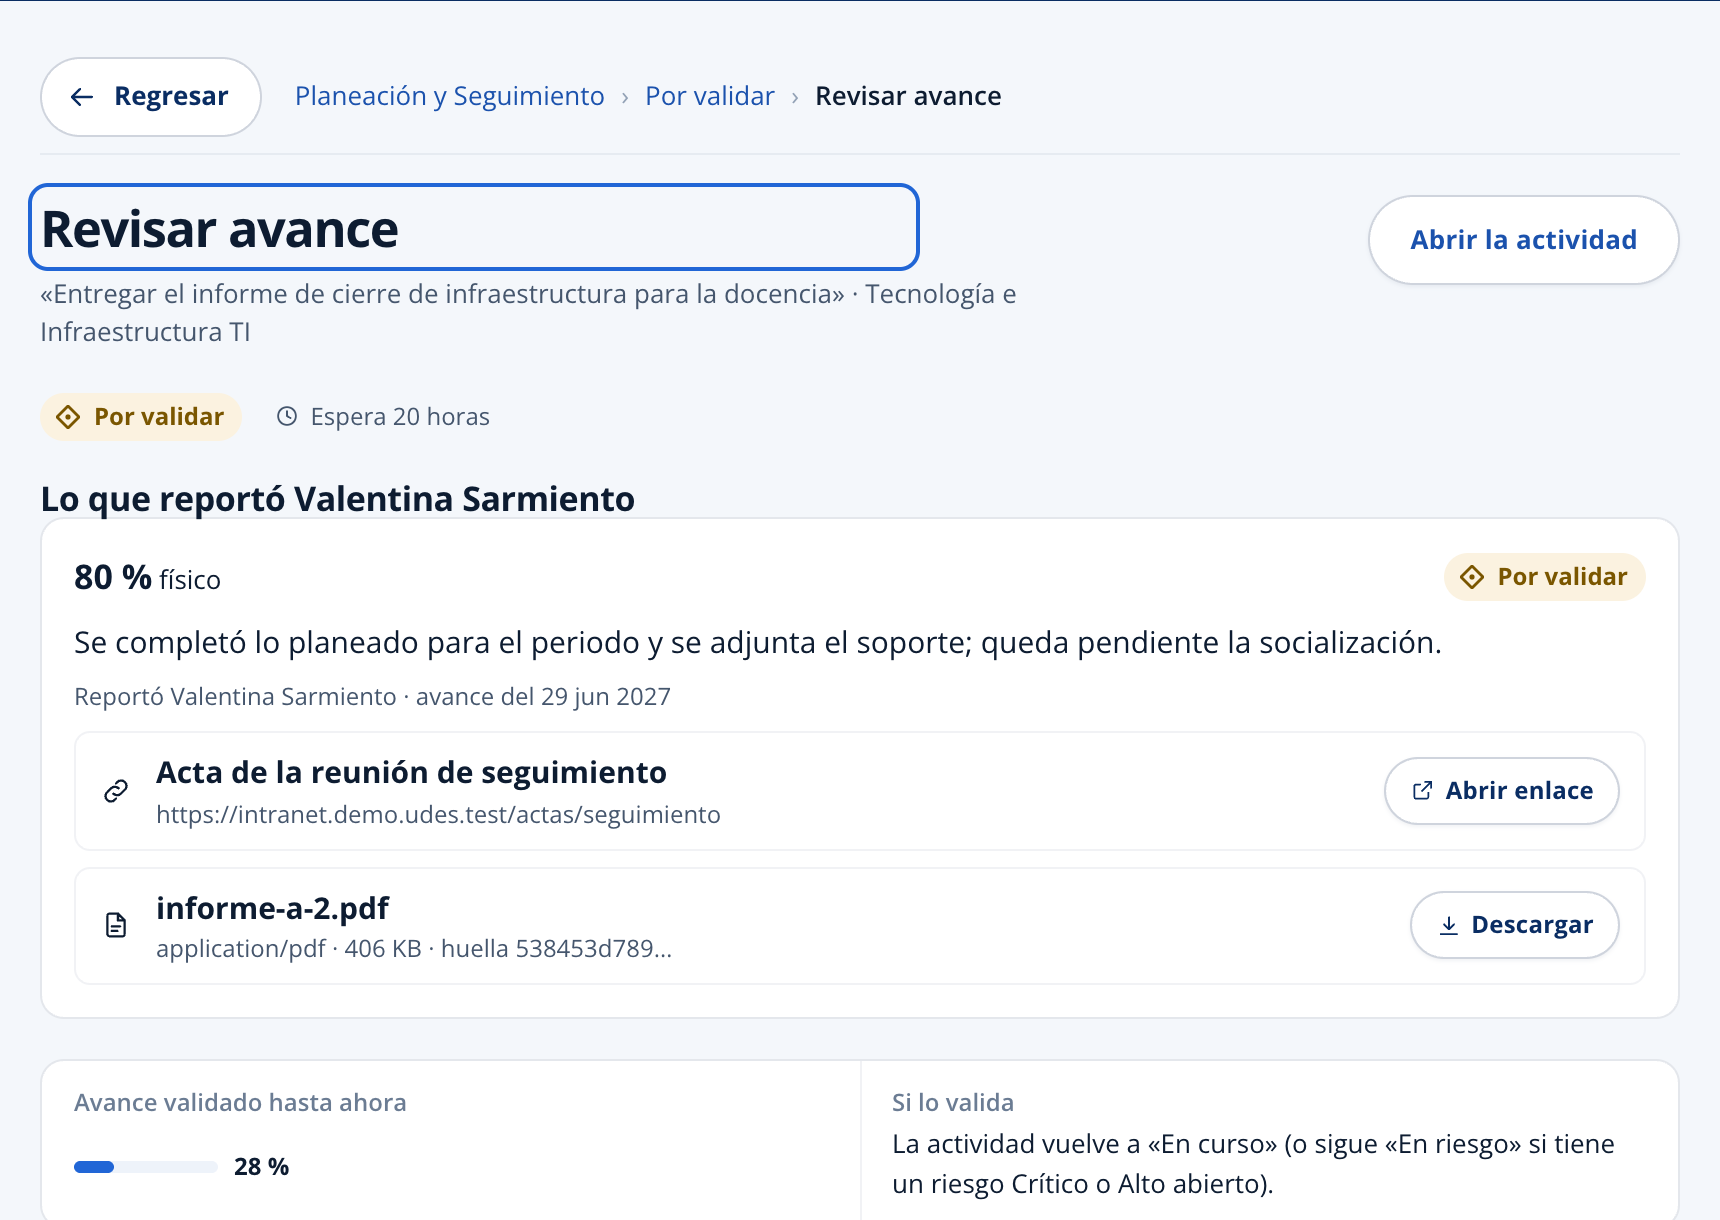 Regresar
Planeación y Seguimiento › Por validar › Revisar avance
Revisar avance
Abrir la actividad
«Entregar el informe de cierre de infraestructura para la docencia» · Tecnología e
Infraestructura TI
Por validar
Espera 20 horas
Lo que reportó Valentina Sarmiento
80 % físico
Por validar
Se completó lo planeado para el periodo y se adjunta el soporte; queda pendiente la socialización.
Reportó Valentina Sarmiento · avance del 29 jun 2027
Acta de la reunión de seguimiento
https://intranet.demo.udes.test/actas/seguimiento
Abrir enlace
informe-a-2.pdf
application/pdf · 406 KB · huella 538453d789...
Descargar
Avance validado hasta ahora
28 %
Si lo valida
La actividad vuelve a «En curso» (o sigue «En riesgo» si tiene
un riesgo Crítico o Alto abierto).